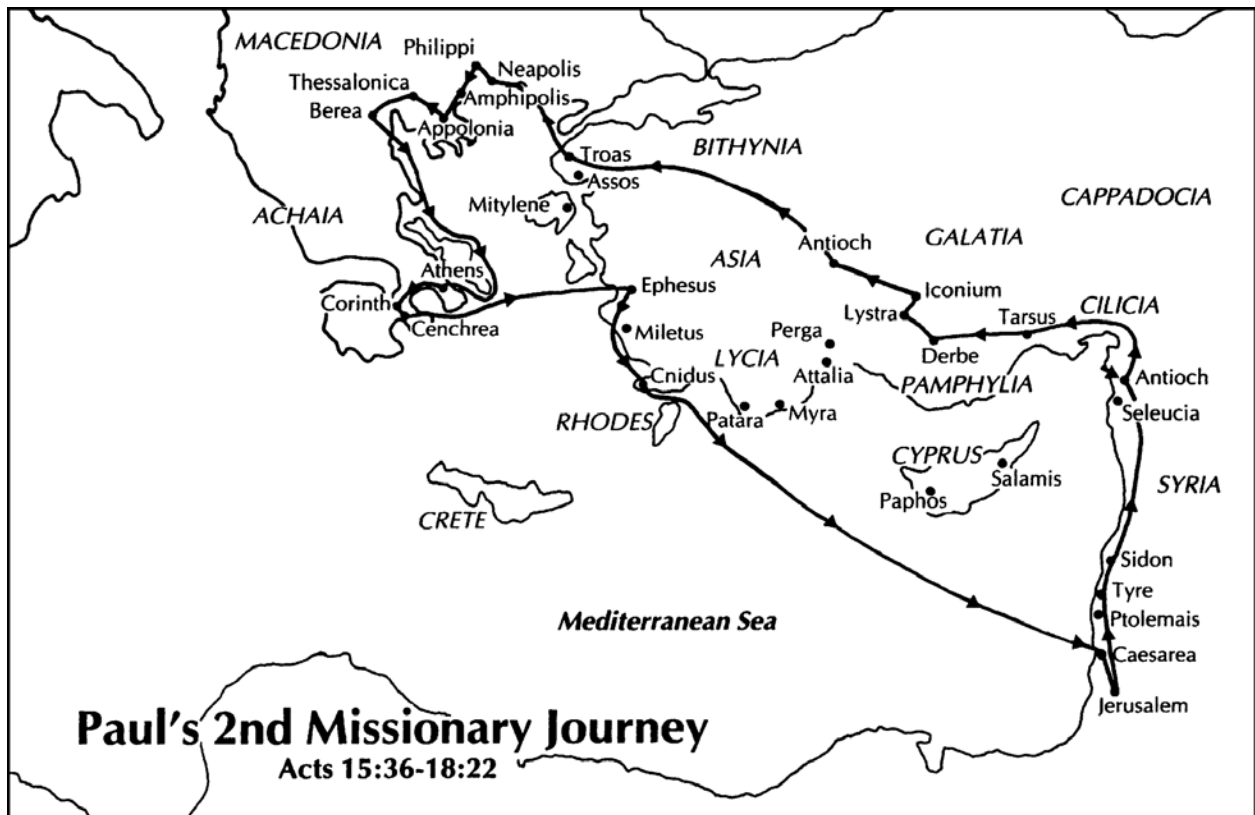 MACEDONIA
Philippi
Neapolis
Thessalonica
Amphipolis
Berea
Appolonia
BITHYNIA
Troas
Assos
CAPPADOCIA
Mitylene
ACHAIA
GALATIA
Antioch
ASIA
Athens
Ephesus
Iconium
Corinth
CILICIA
Lystra
Tarsus
Cenchrea
Miletus
Perga
Derbe
LYCIA
Attalia
PAMPHYLIA
Cnidus
Antioch
Seleucia
RHODES
Patara
Myra
CYPRUS
Salamis
SYRIA
Paphos
CRETE
Sidon
Tyre
Mediterranean Sea
Ptolemais
Caesarea
Jerusalem
Paul's 2nd Missionary Journey
Acts 15:36-18:22